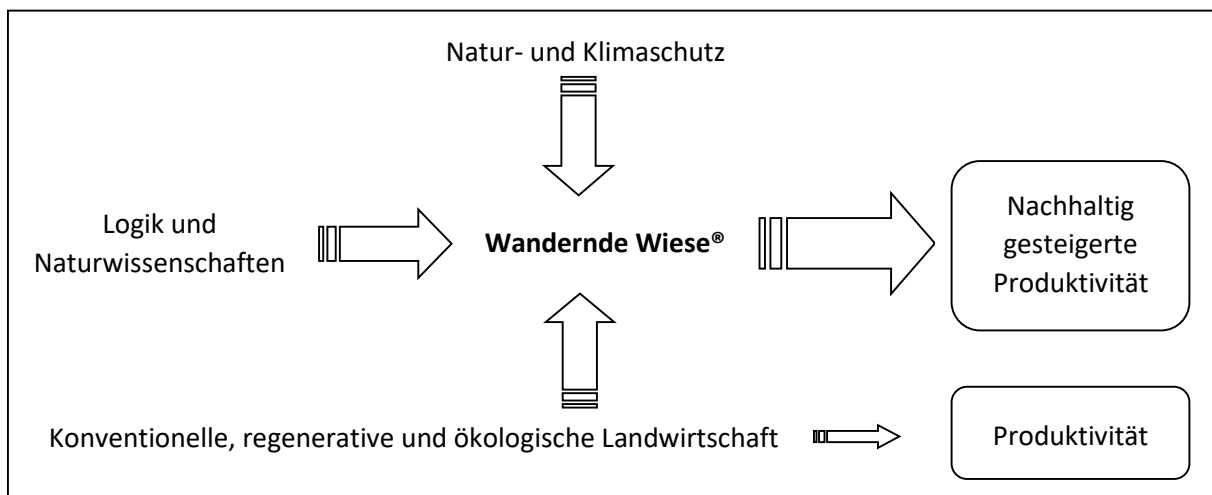 Natur- und Klimaschutz
Logik und
Naturwissenschaften
Wandernde Wiese®
Nachhaltig
gesteigerte
Produktivität
Konventionelle, regenerative und ökologische Landwirtschaft
Produktivität